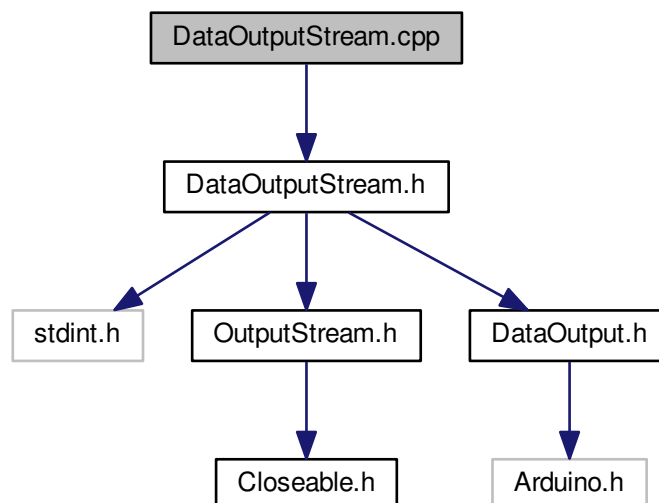 DataOutputStream.cpp
DataOutputStream.h
stdint.h
OutputStream.h
DataOutput.h
Closeable.h
Arduino.h